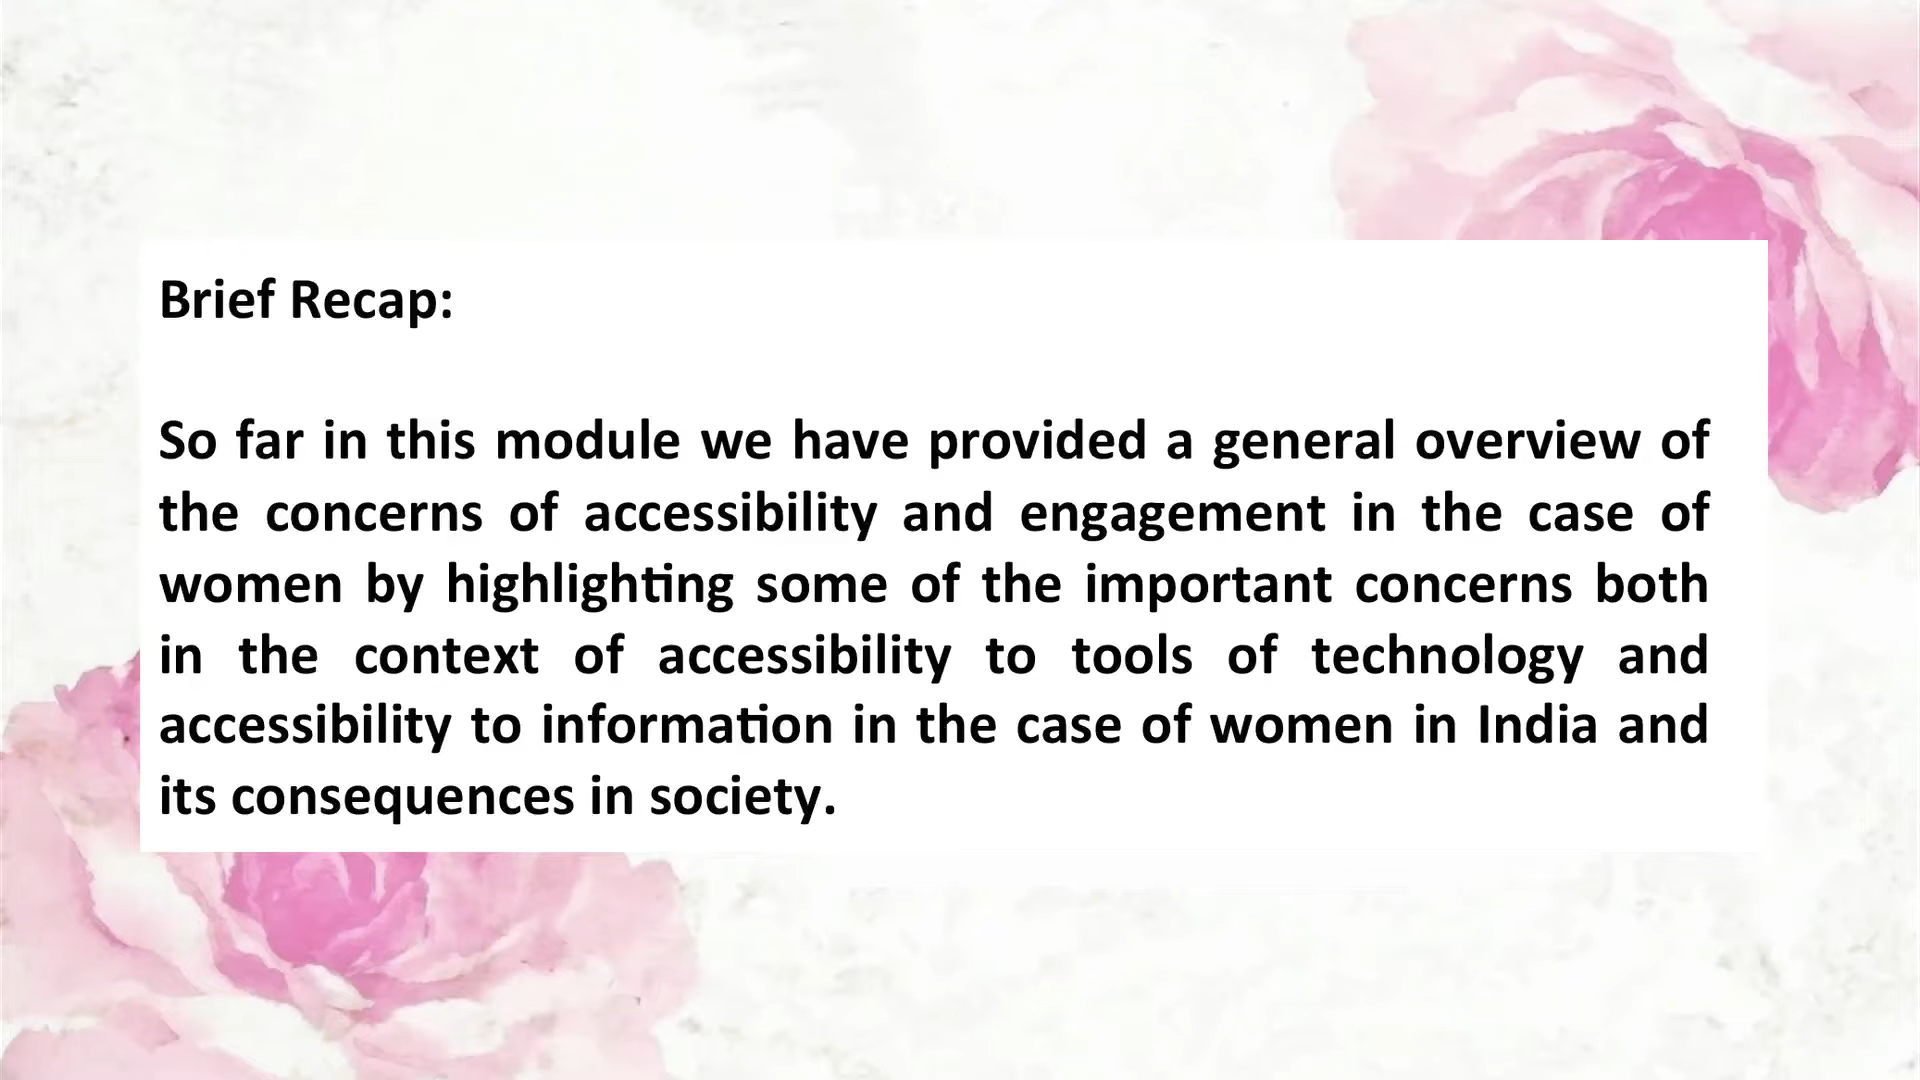 Brief Recap:
So far in this module we have provided a general overview of
the concerns of accessibility and engagement in the case of
women by highlighting some of the important concerns both
in the context of accessibility to tools of technology and
accessibility to information in the case of women in India and
its consequences in society.